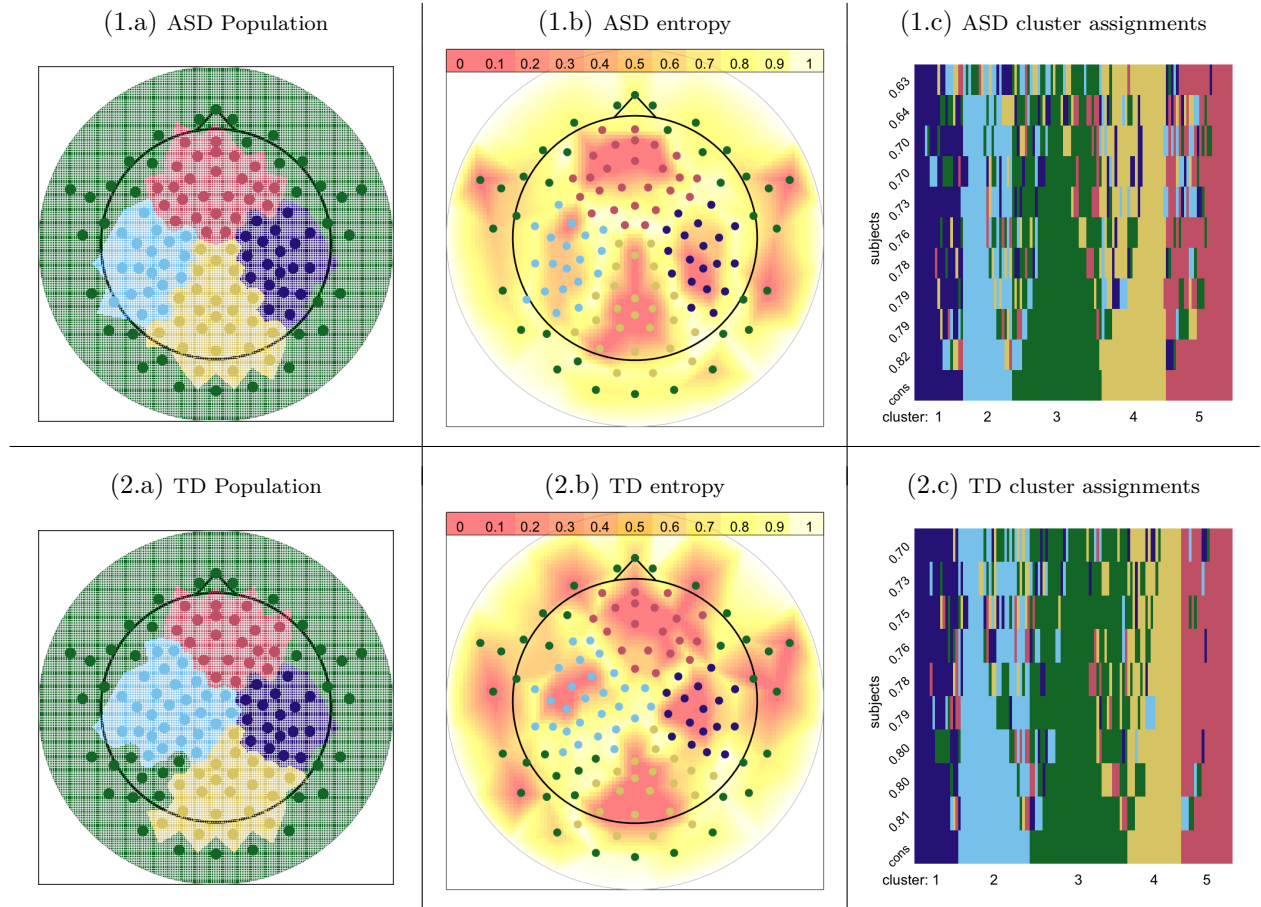 (1.a) ASD Population
(1.b) ASD entropy
(1.c) ASD cluster assignments
0 0.1 0.2 0.3 0.4 0.5 0.6 0.7 0.8 0.9 1
subjects
0.63
0.64
0.70
0.70
0.73
0.76
0.78
0.79
0.79
0.82
cons
cluster: 1 2 3 4 5
(2.a) TD Population
(2.b) TD entropy
(2.c) TD cluster assignments
0 0.1 0.2 0.3 0.4 0.5 0.6 0.7 0.8 0.9 1
subjects
0.70
0.73
0.75
0.76
0.78
0.79
0.80
0.80
0.81
cons
cluster: 1 2 3 4 5